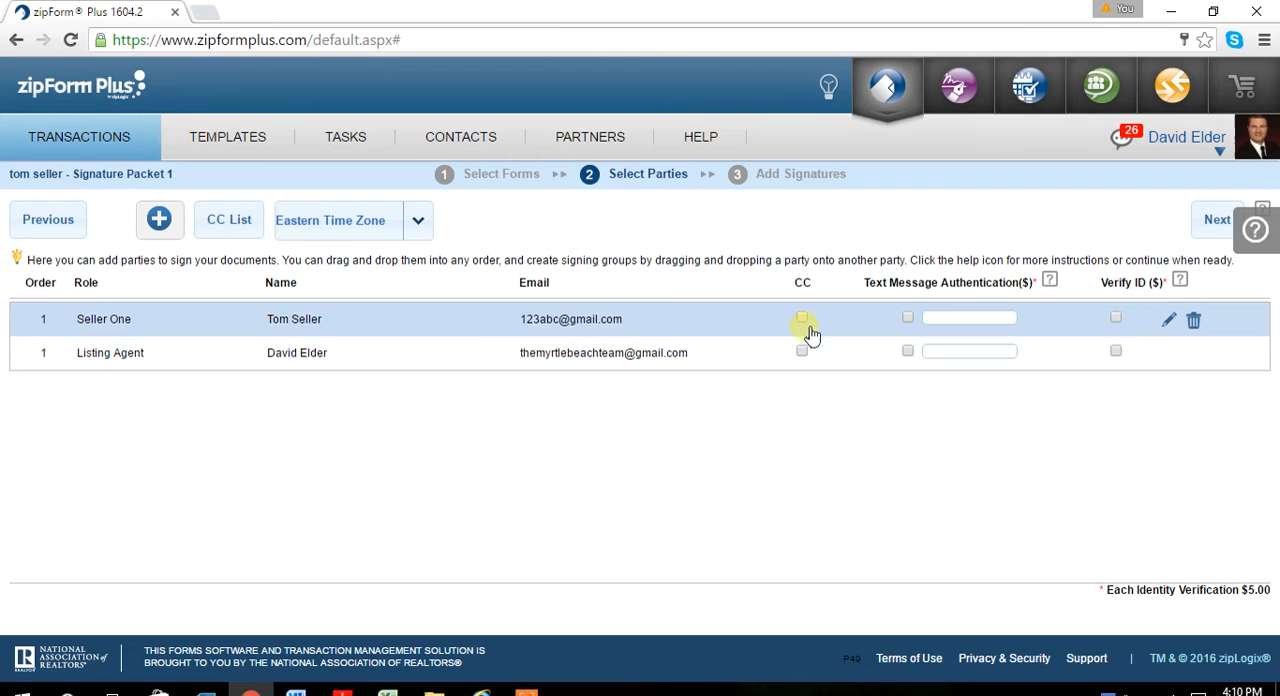 zipForm® Plus 1604.2
You
https://www.zipformplus.com/default.aspx#
zipForm Plus
by zipLogix
TRANSACTIONS
TEMPLATES
TASKS
CONTACTS
PARTNERS
HELP
26
David Elder
tom seller - Signature Packet 1
1 Select Forms
2 Select Parties
3 Add Signatures
Previous
CC List
Eastern Time Zone
Next
Here you can add parties to sign your documents. You can drag and drop them into any order, and create signing groups by dragging and dropping a party onto another party. Click the help icon for more instructions or continue when ready.
Order Role Name Email CC Text Message Authentication($)* ? Verify ID ($)* ?
1 Seller One Tom Seller 123abc@gmail.com
1 Listing Agent David Elder themyrtlebeachteam@gmail.com
* Each Identity Verification $5.00
R NATIONAL ASSOCIATION of REALTORS®
THIS FORMS SOFTWARE AND TRANSACTION MANAGEMENT SOLUTION IS
BROUGHT TO YOU BY THE NATIONAL ASSOCIATION OF REALTORS®
P49
Terms of Use
Privacy & Security
Support
TM & © 2016 zipLogix®
4:10 PM